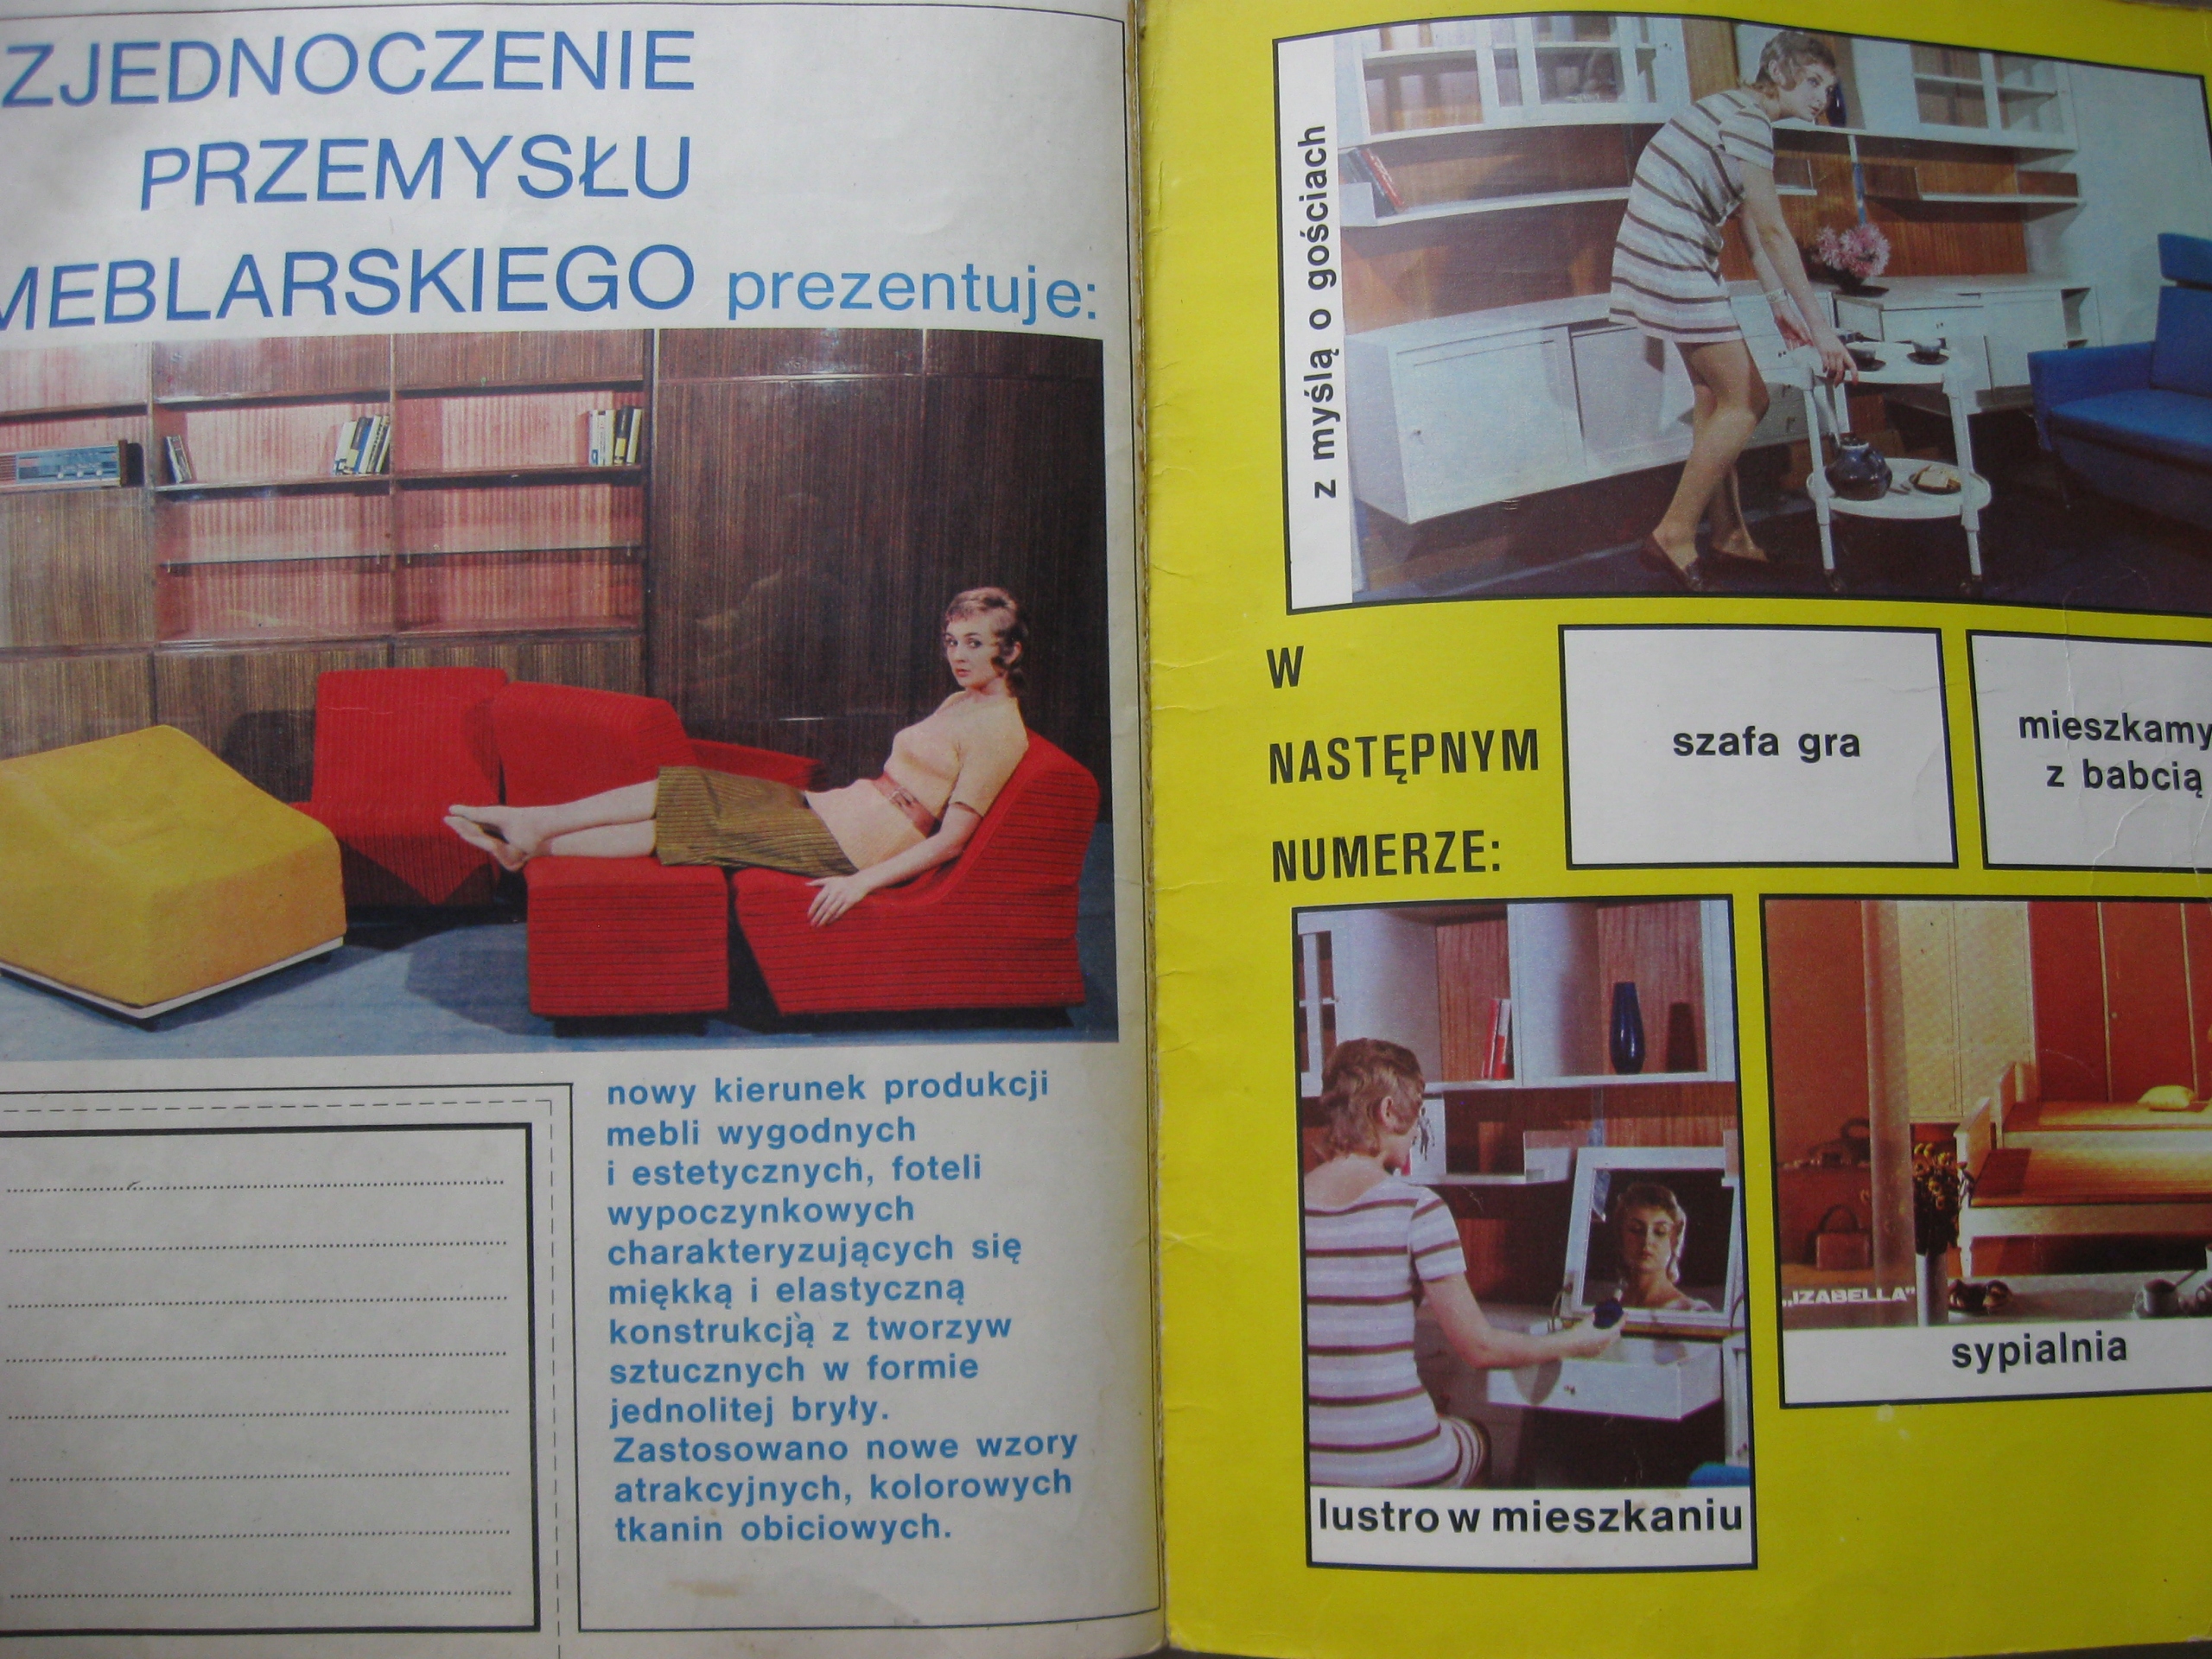 ZJEDNOCZENIE
PRZEMYSŁU
MEBLARSKIEGO prezentuje:
nowy kierunek produkcji
mebli wygodnych
i estetycznych, foteli
wypoczynkowych
charakteryzujących się
miękką i elastyczną
konstrukcją z tworzyw
sztucznych w formie
jednolitej bryły.
Zastosowano nowe wzory
atrakcyjnych, kolorowych
tkanin obiciowych.
z myślą o gościach
W
NASTĘPNYM
NUMERZE:
szafa gra
mieszkamy
z babcią
lustro w mieszkaniu
„IZABELLA”
sypialnia